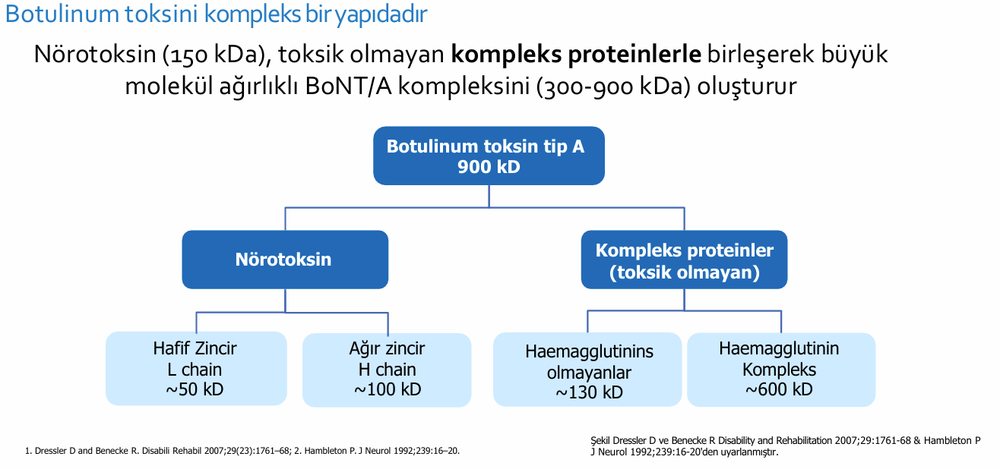 Botulinum toksini kompleks bir yapıdadır
Nörotoksin (150 kDa), toksik olmayan kompleks proteinlerle birleşerek büyük
molekül ağırlıklı BoNT/A kompleksini (300-900 kDa) oluşturur
Botulinum toksin tip A
900 kD
Nörotoksin
Kompleks proteinler
(toksik olmayan)
Hafif Zincir
L chain
~50 kD
Ağır zincir
H chain
~100 kD
Haemagglutinins
olmayanlar
~130 kD
Haemagglutinin
Kompleks
~600 kD
1. Dressler D and Benecke R. Disabili Rehabil 2007;29(23):1761–68; 2. Hambleton P. J Neurol 1992;239:16–20.
Şekil Dressler D ve Benecke R Disability and Rehabilitation 2007;29:1761-68 & Hambleton P
J Neurol 1992;239:16-20'den uyarlanmıştır.